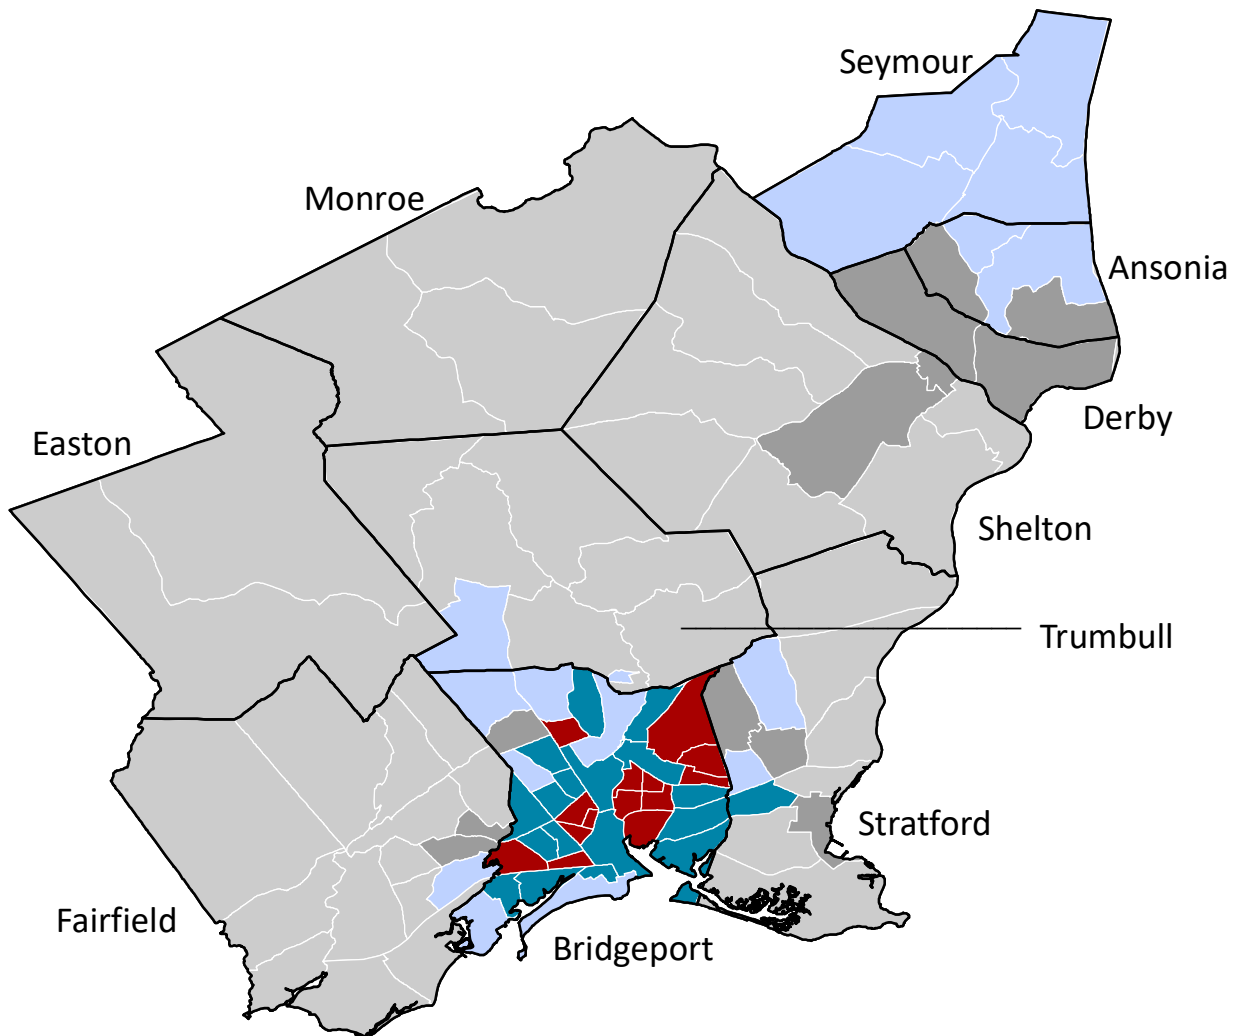 Seymour
Monroe
Ansonia
Derby
Easton
Shelton
Trumbull
Stratford
Fairfield
Bridgeport